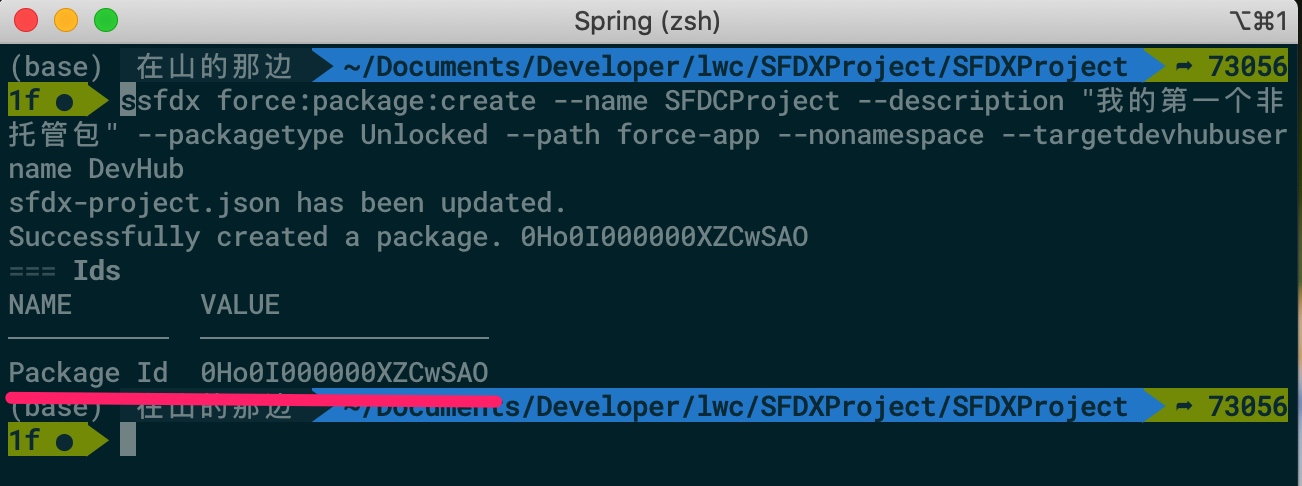 Spring (zsh)
⌥⌘1
(base) 在山的那边 ~/Documents/Developer/lwc/SFDXProject/SFDXProject ➦ 73056
1f ● ssfdx force:package:create --name SFDCProject --description "我的第一个非
托管包" --packagetype Unlocked --path force-app --nonamespace --targetdevhubuser
name DevHub
sfdx-project.json has been updated.
Successfully created a package. 0Ho0I000000XZCwSAO
=== Ids
NAME VALUE
Package Id 0Ho0I000000XZCwSAO
(base) 在山的那边 ~/Documents/Developer/lwc/SFDXProject/SFDXProject ➦ 73056
1f ●